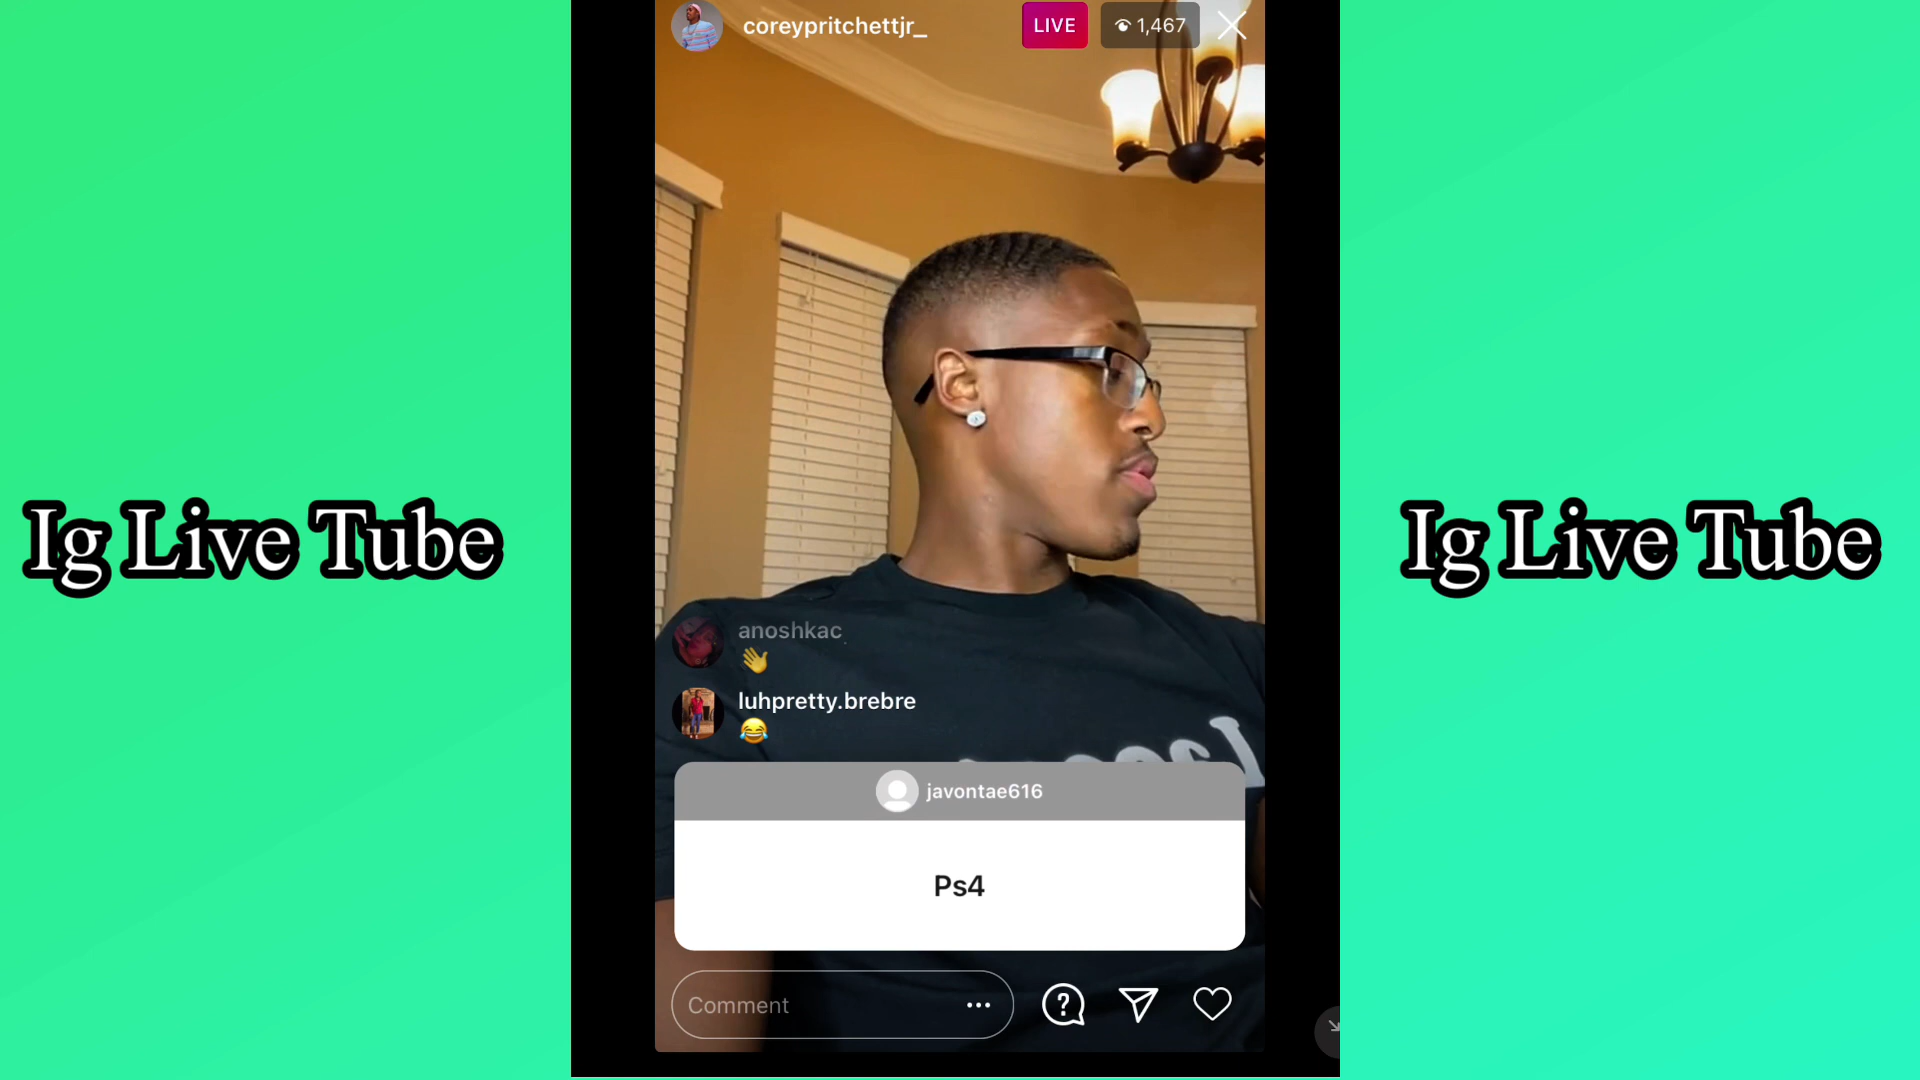 coreypritchettjr_
LIVE
1,467
Ig Live Tube
Ig Live Tube
anoshkac
👋
luhpretty.brebre
😂
javontae616
Ps4
Comment